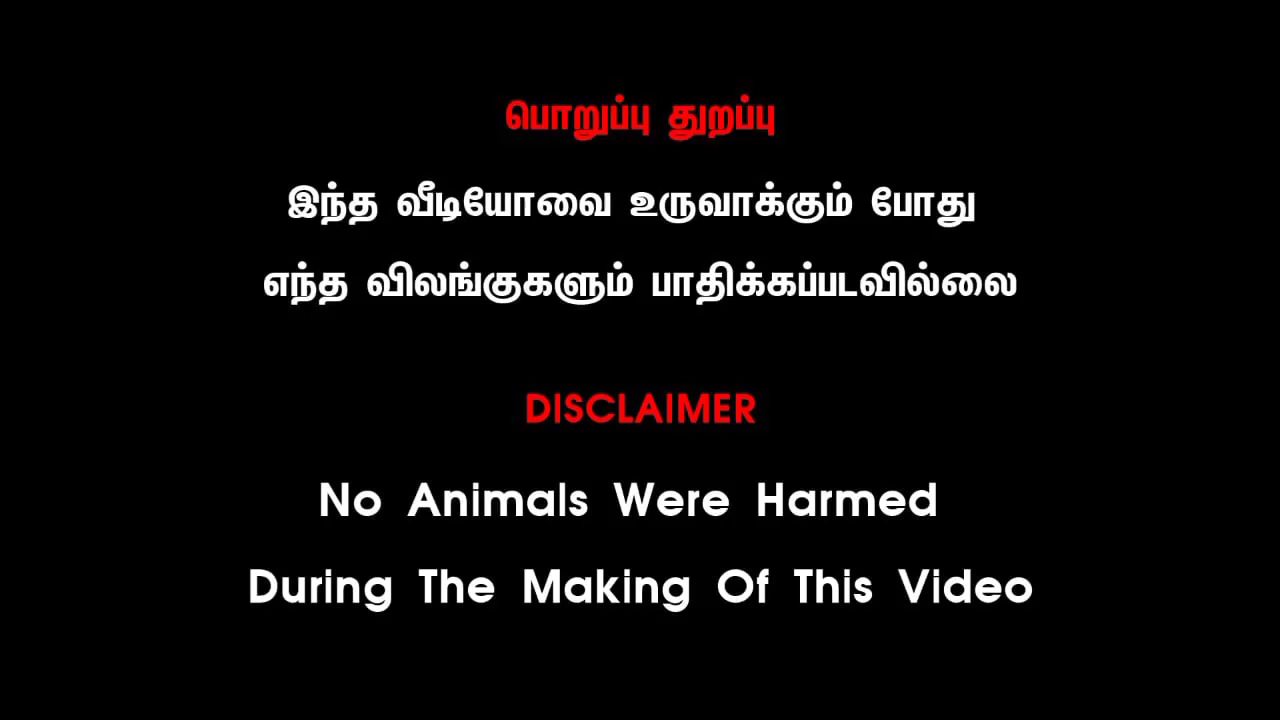 பொறுப்பு துறப்பு
இந்த வீடியோவை உருவாக்கும் போது
எந்த விலங்குகளும் பாதிக்கப்படவில்லை
DISCLAIMER
No Animals Were Harmed
During The Making Of This Video